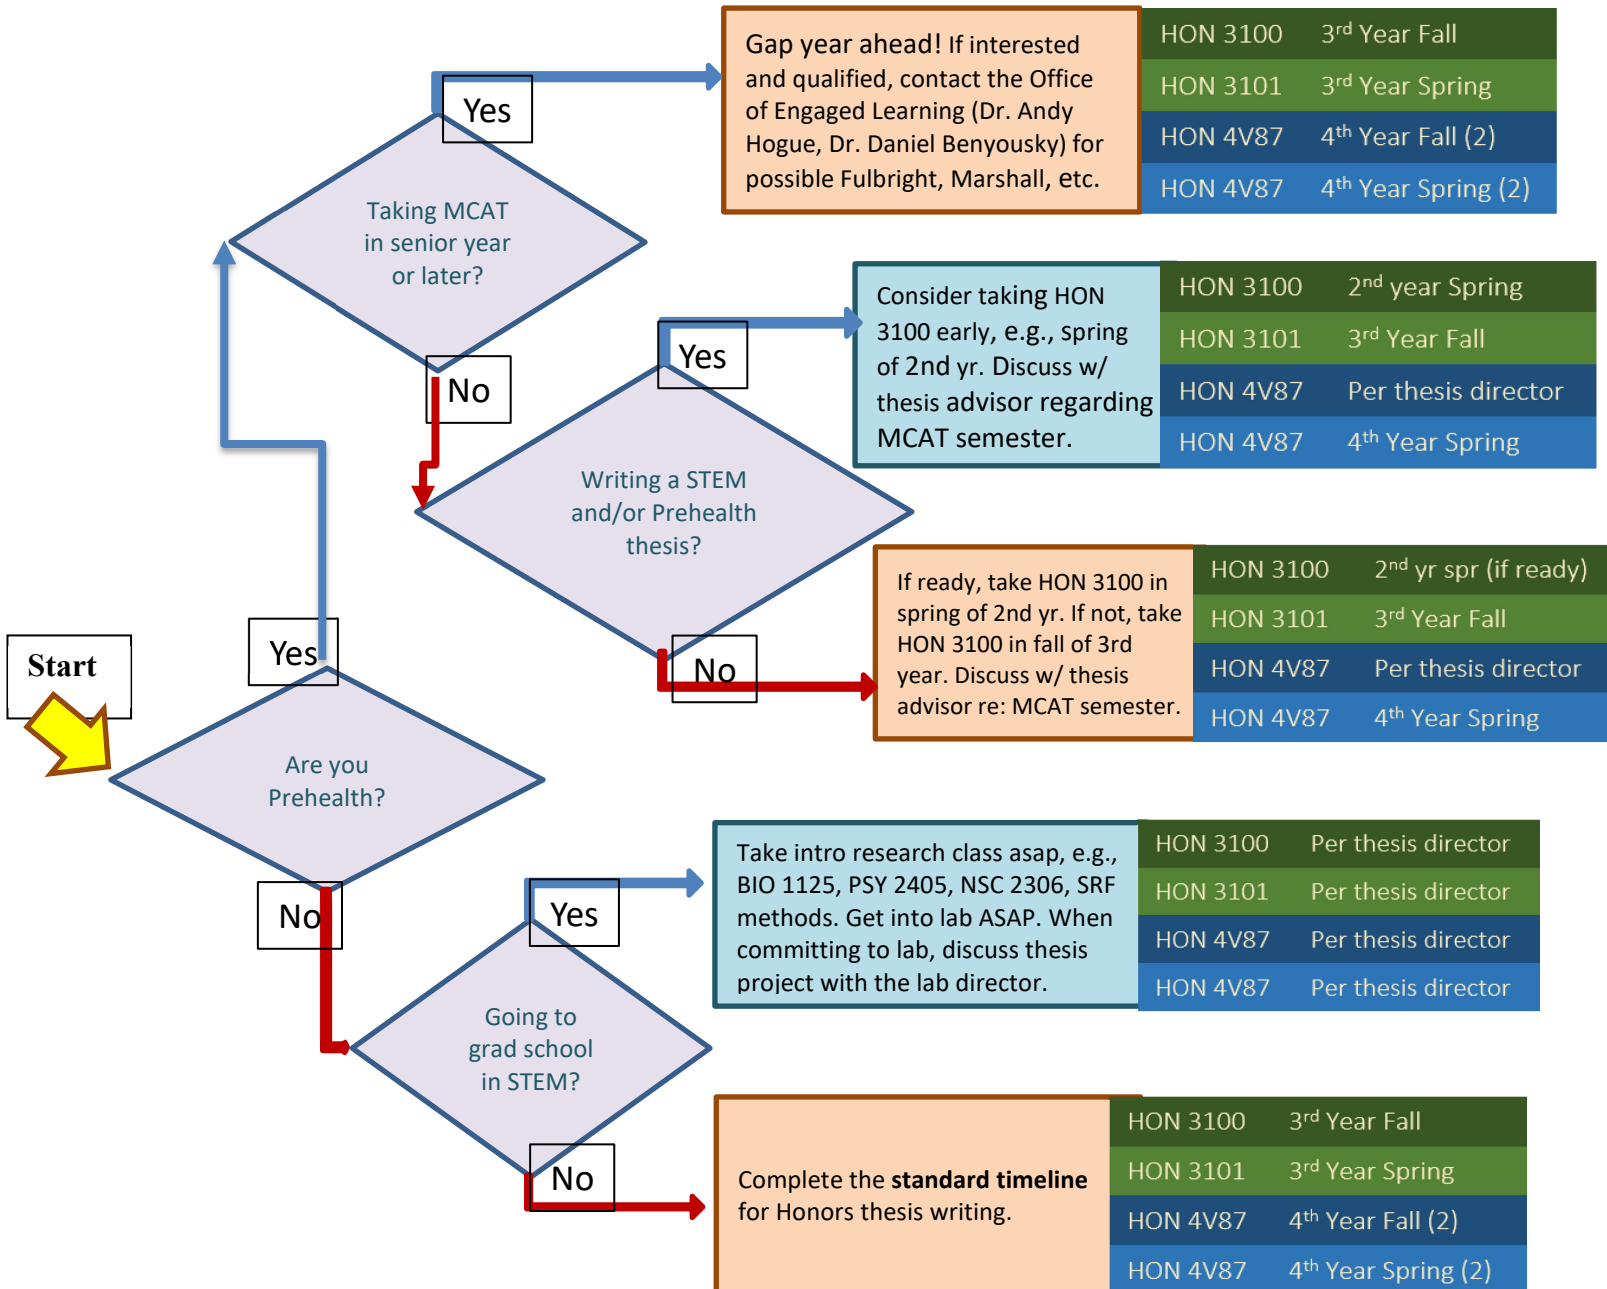 Gap year ahead! If interested
and qualified, contact the Office
of Engaged Learning (Dr. Andy
Hogue, Dr. Daniel Benyousky) for
possible Fulbright, Marshall, etc.
HON 3100 3rd Year Fall
HON 3101 3rd Year Spring
HON 4V87 4th Year Fall (2)
HON 4V87 4th Year Spring (2)
Yes
Taking MCAT
in senior year
or later?
No
Consider taking HON
3100 early, e.g., spring
of 2nd yr. Discuss w/
thesis advisor regarding
MCAT semester.
HON 3100 2nd year Spring
HON 3101 3rd Year Fall
HON 4V87 Per thesis director
HON 4V87 4th Year Spring
Yes
Writing a STEM
and/or Prehealth
thesis?
No
If ready, take HON 3100 in
spring of 2nd yr. If not, take
HON 3100 in fall of 3rd
year. Discuss w/ thesis
advisor re: MCAT semester.
HON 3100 2nd yr spr (if ready)
HON 3101 3rd Year Fall
HON 4V87 Per thesis director
HON 4V87 4th Year Spring
Start
Yes
Are you
Prehealth?
No
Take intro research class asap, e.g.,
BIO 1125, PSY 2405, NSC 2306, SRF
methods. Get into lab ASAP. When
committing to lab, discuss thesis
project with the lab director.
HON 3100 Per thesis director
HON 3101 Per thesis director
HON 4V87 Per thesis director
HON 4V87 Per thesis director
Yes
Going to
grad school
in STEM?
No
Complete the standard timeline
for Honors thesis writing.
HON 3100 3rd Year Fall
HON 3101 3rd Year Spring
HON 4V87 4th Year Fall (2)
HON 4V87 4th Year Spring (2)